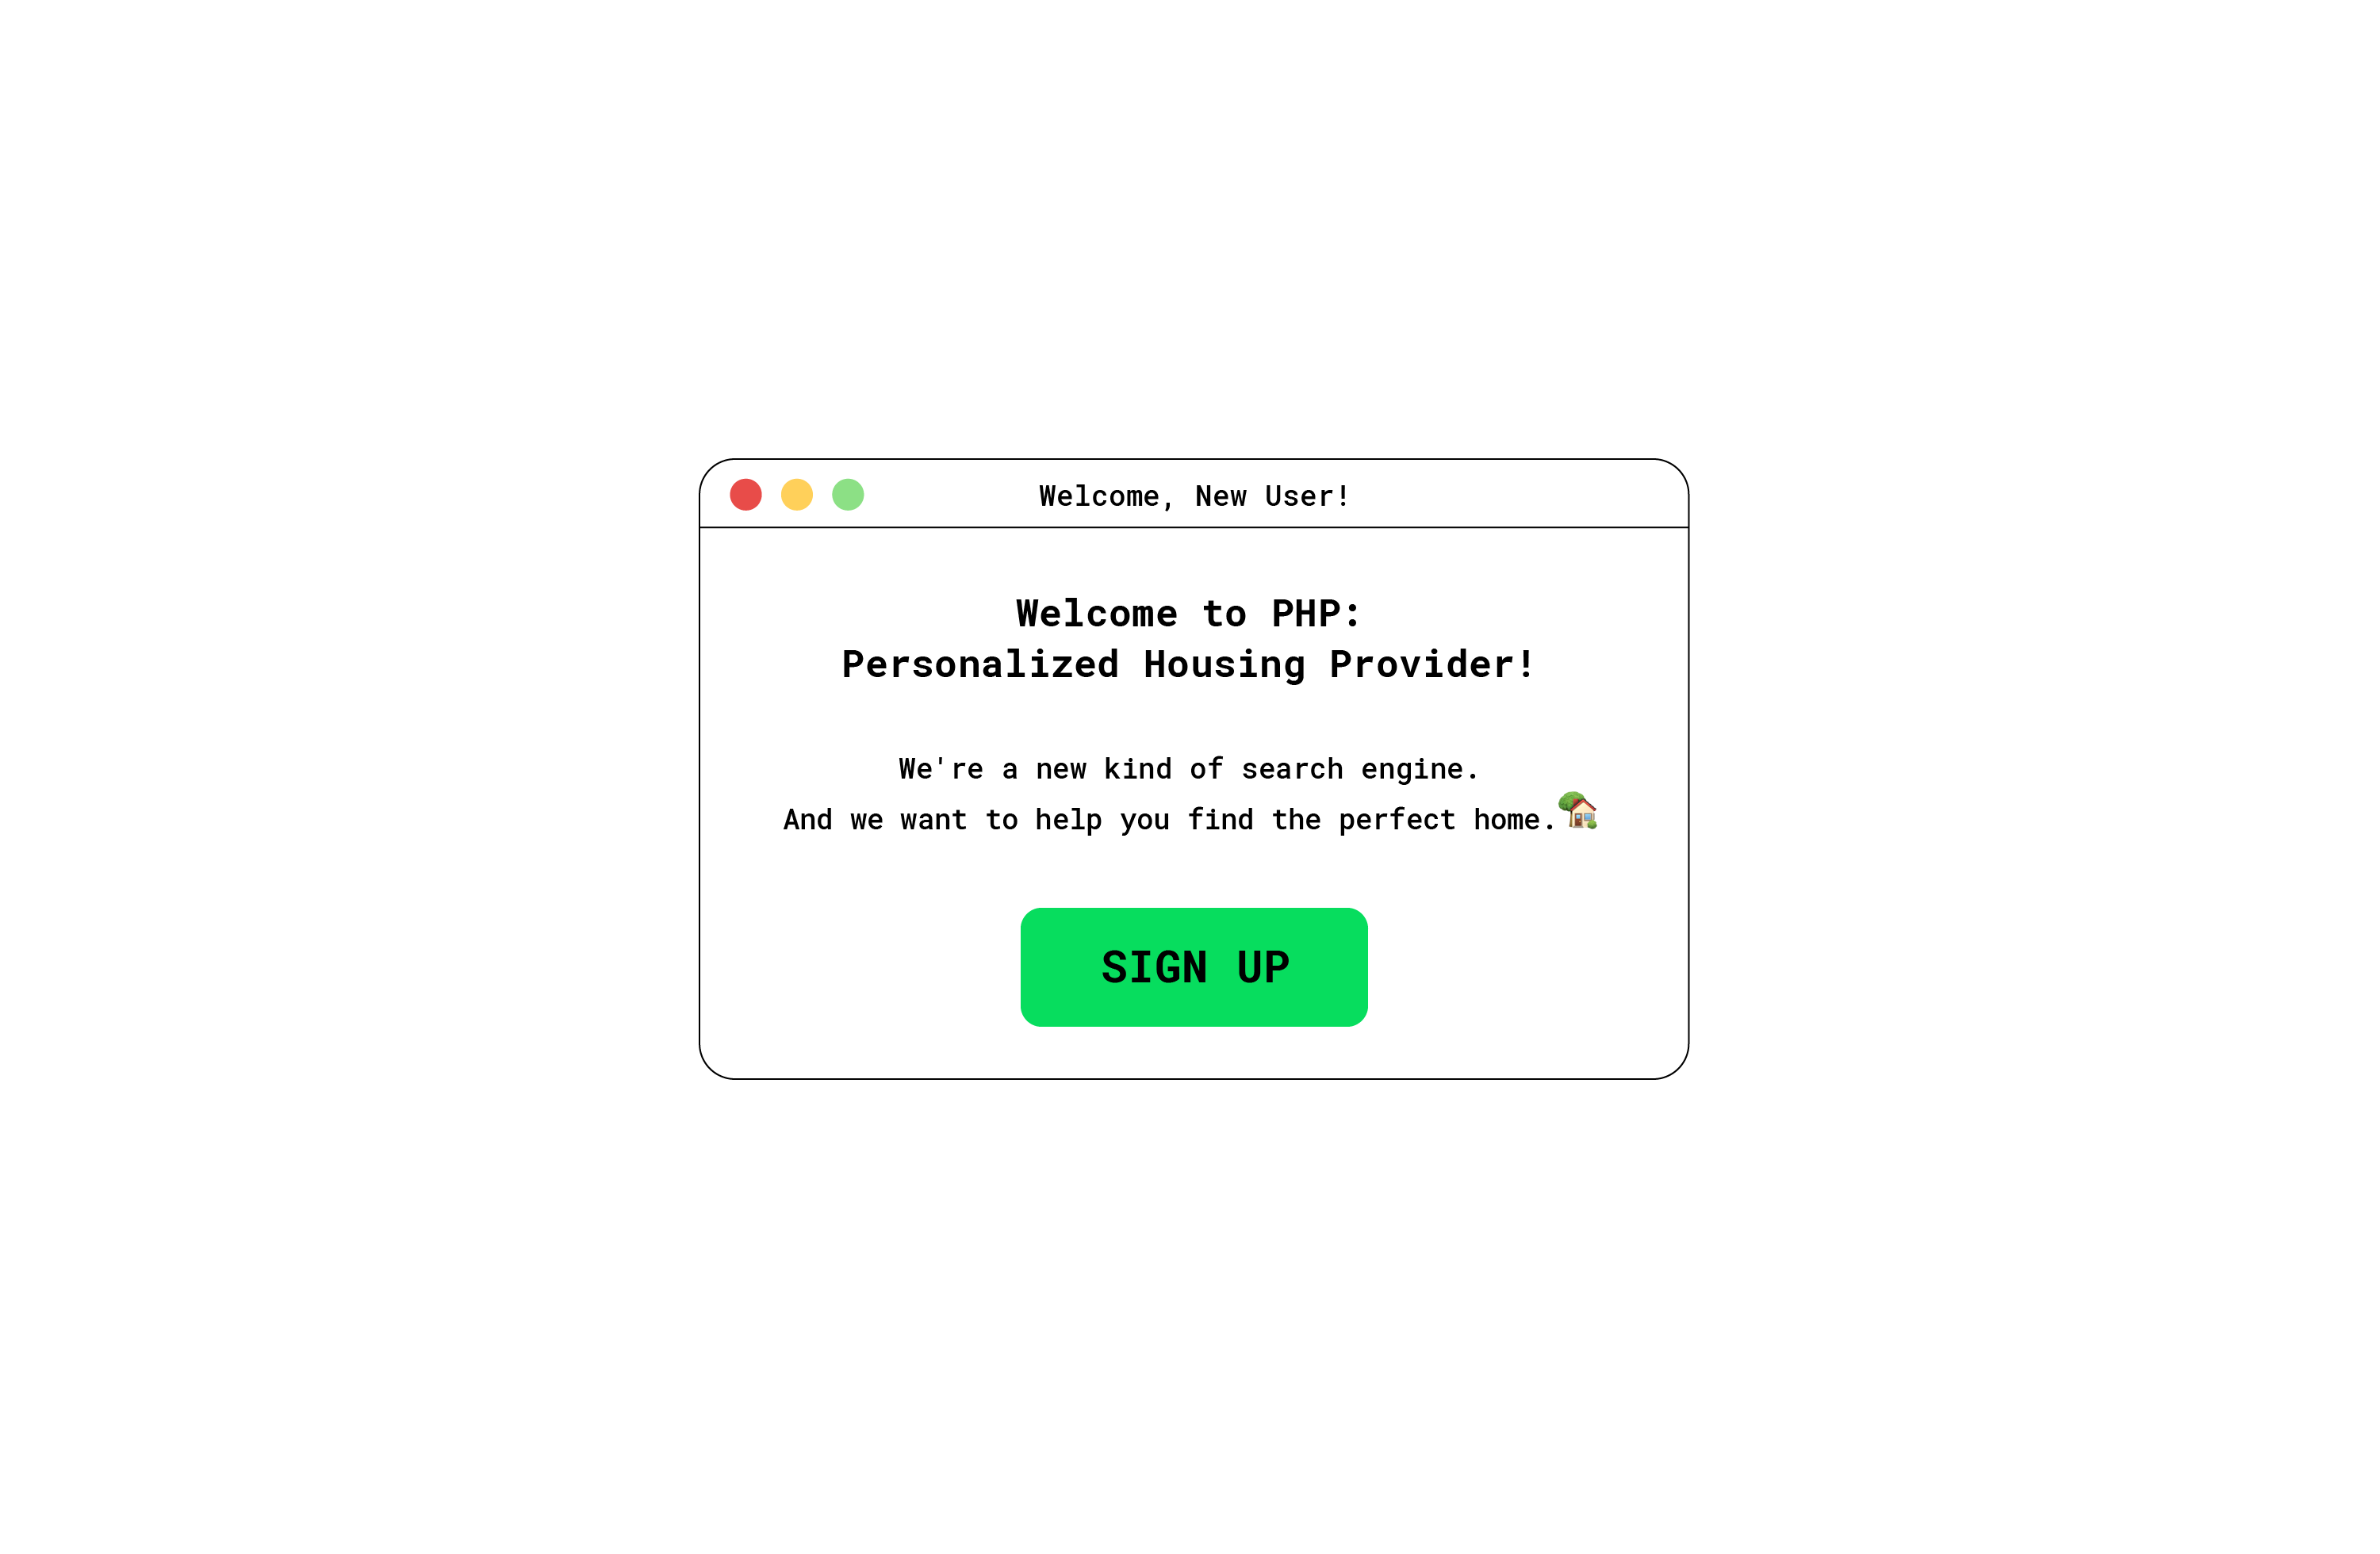 Welcome, New User!
Welcome to PHP:
Personalized Housing Provider!
We're a new kind of search engine.
And we want to help you find the perfect home.🏡
SIGN UP